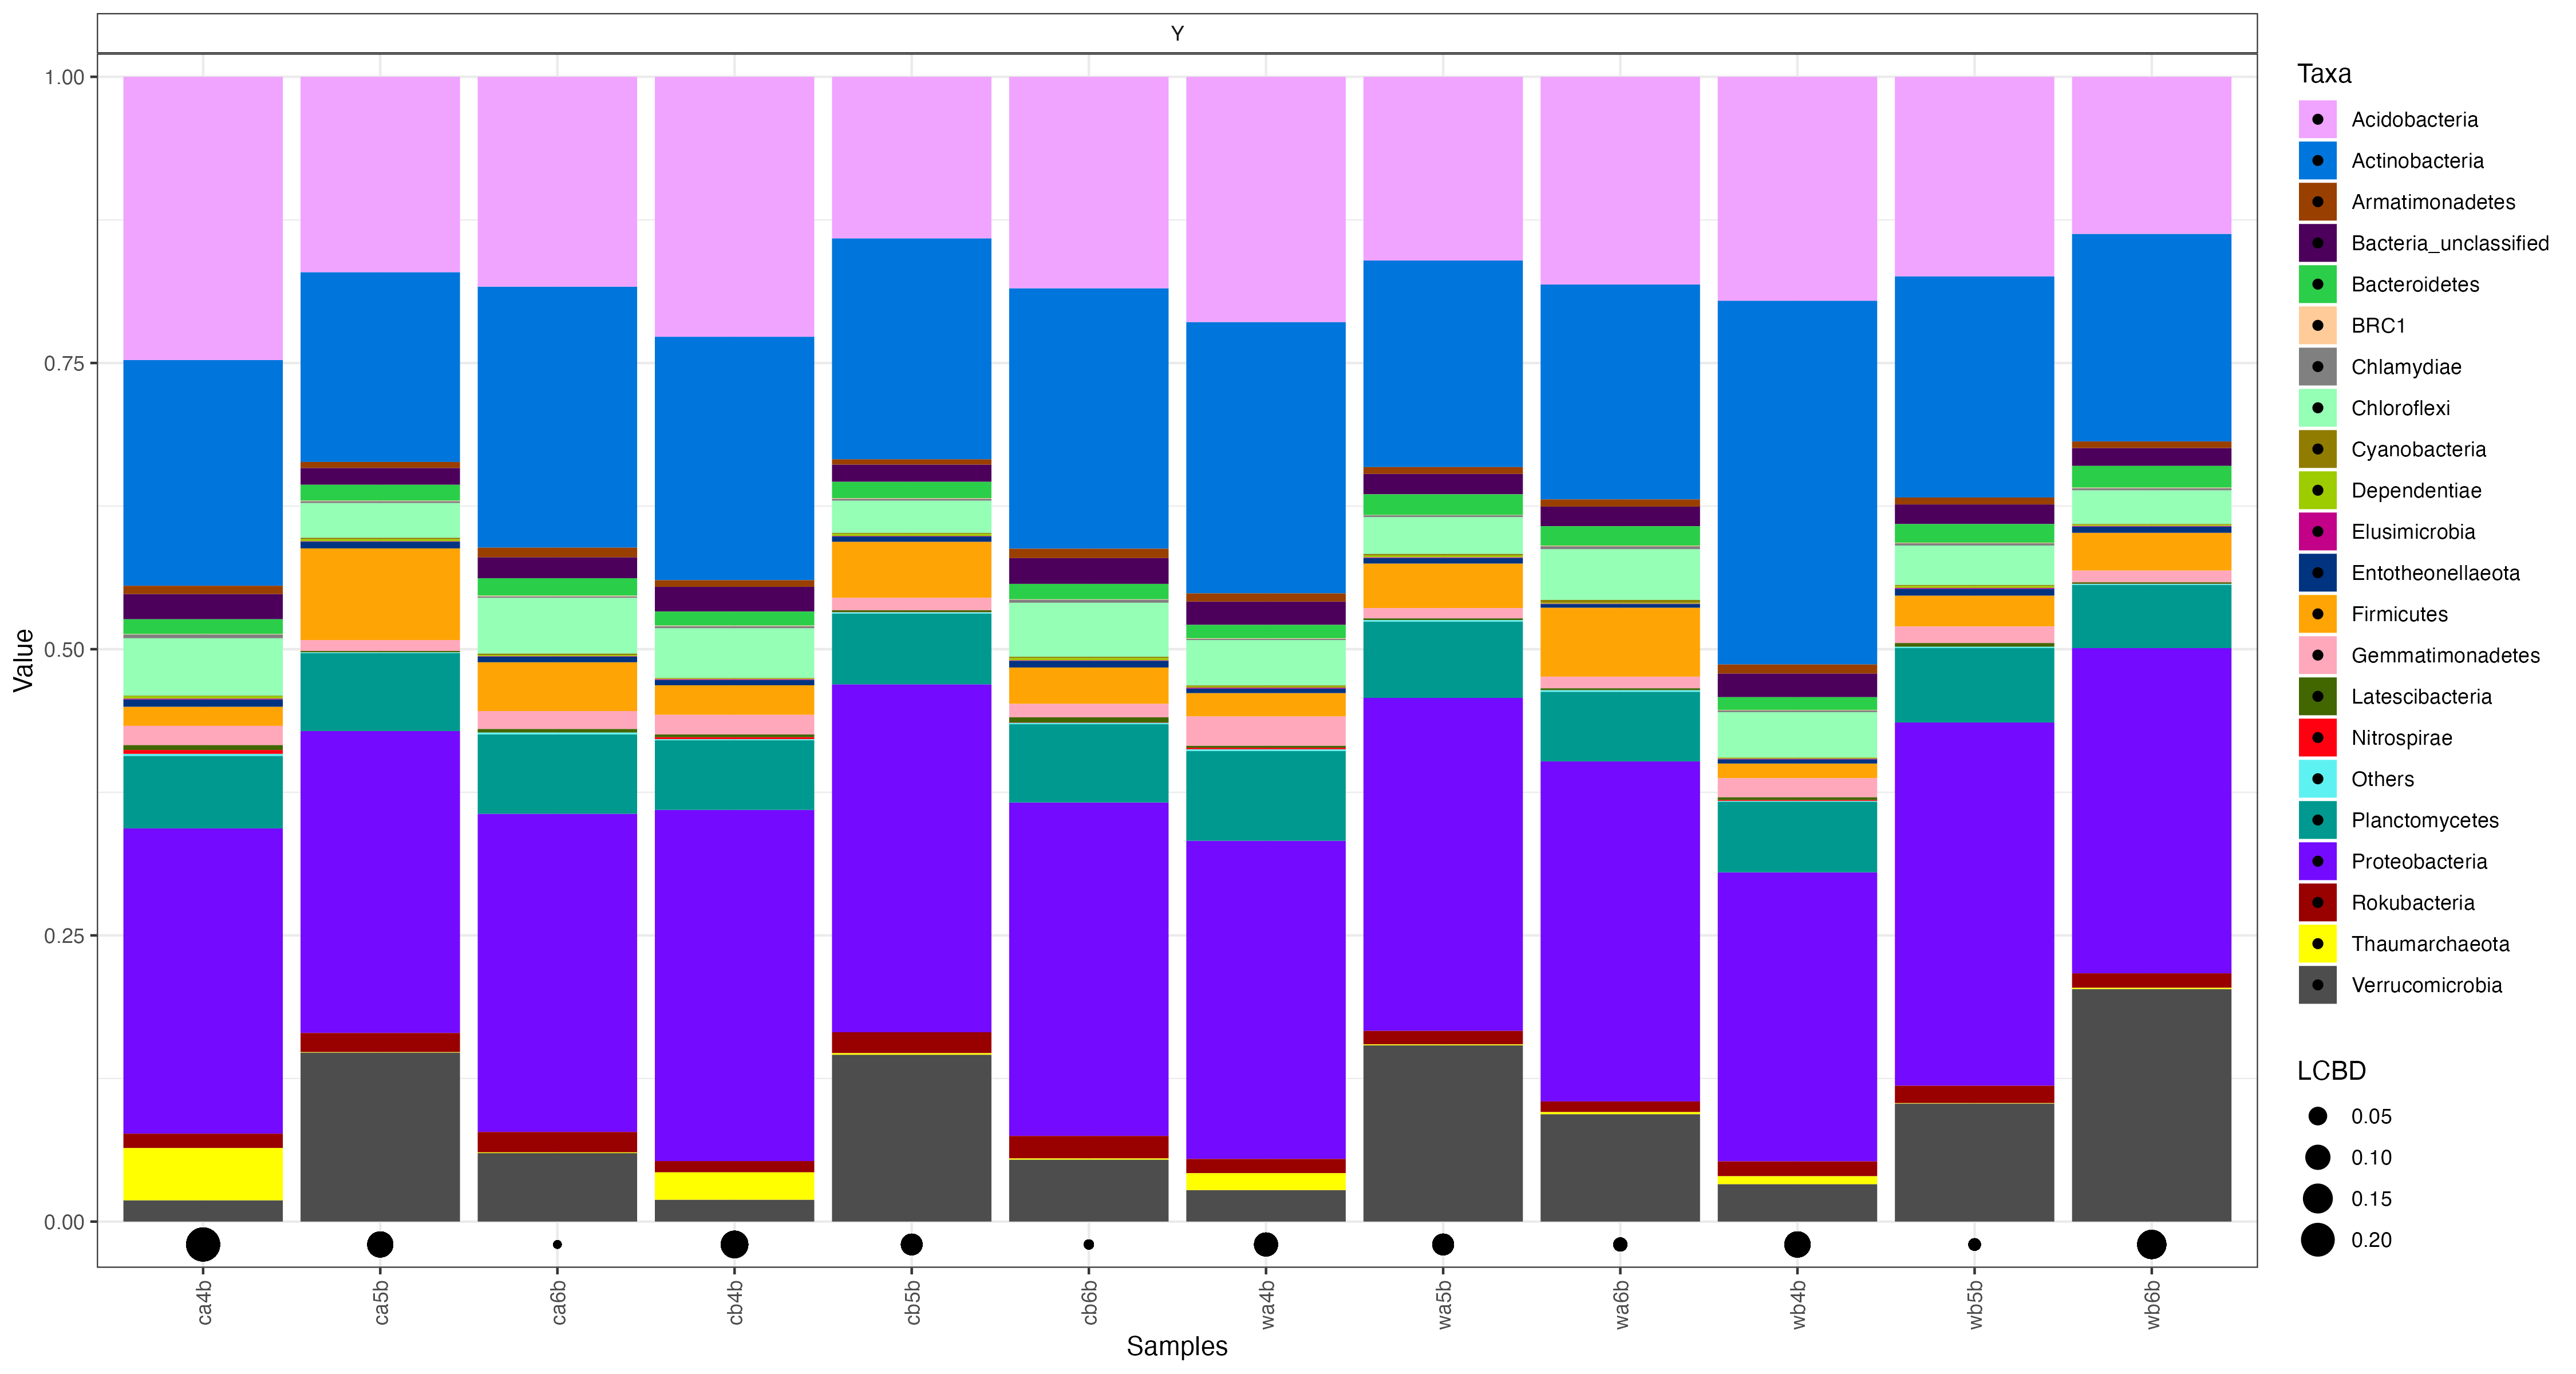 Y
1.00
0.75
0.50
0.25
0.00
Value
ca4b
ca5b
ca6b
cb4b
cb5b
cb6b
wa4b
wa5b
wa6b
wb4b
wb5b
wb6b
Samples
Taxa
Acidobacteria
Actinobacteria
Armatimonadetes
Bacteria_unclassified
Bacteroidetes
BRC1
Chlamydiae
Chloroflexi
Cyanobacteria
Dependentiae
Elusimicrobia
Entotheonellaeota
Firmicutes
Gemmatimonadetes
Latescibacteria
Nitrospirae
Others
Planctomycetes
Proteobacteria
Rokubacteria
Thaumarchaeota
Verrucomicrobia
LCBD
0.05
0.10
0.15
0.20